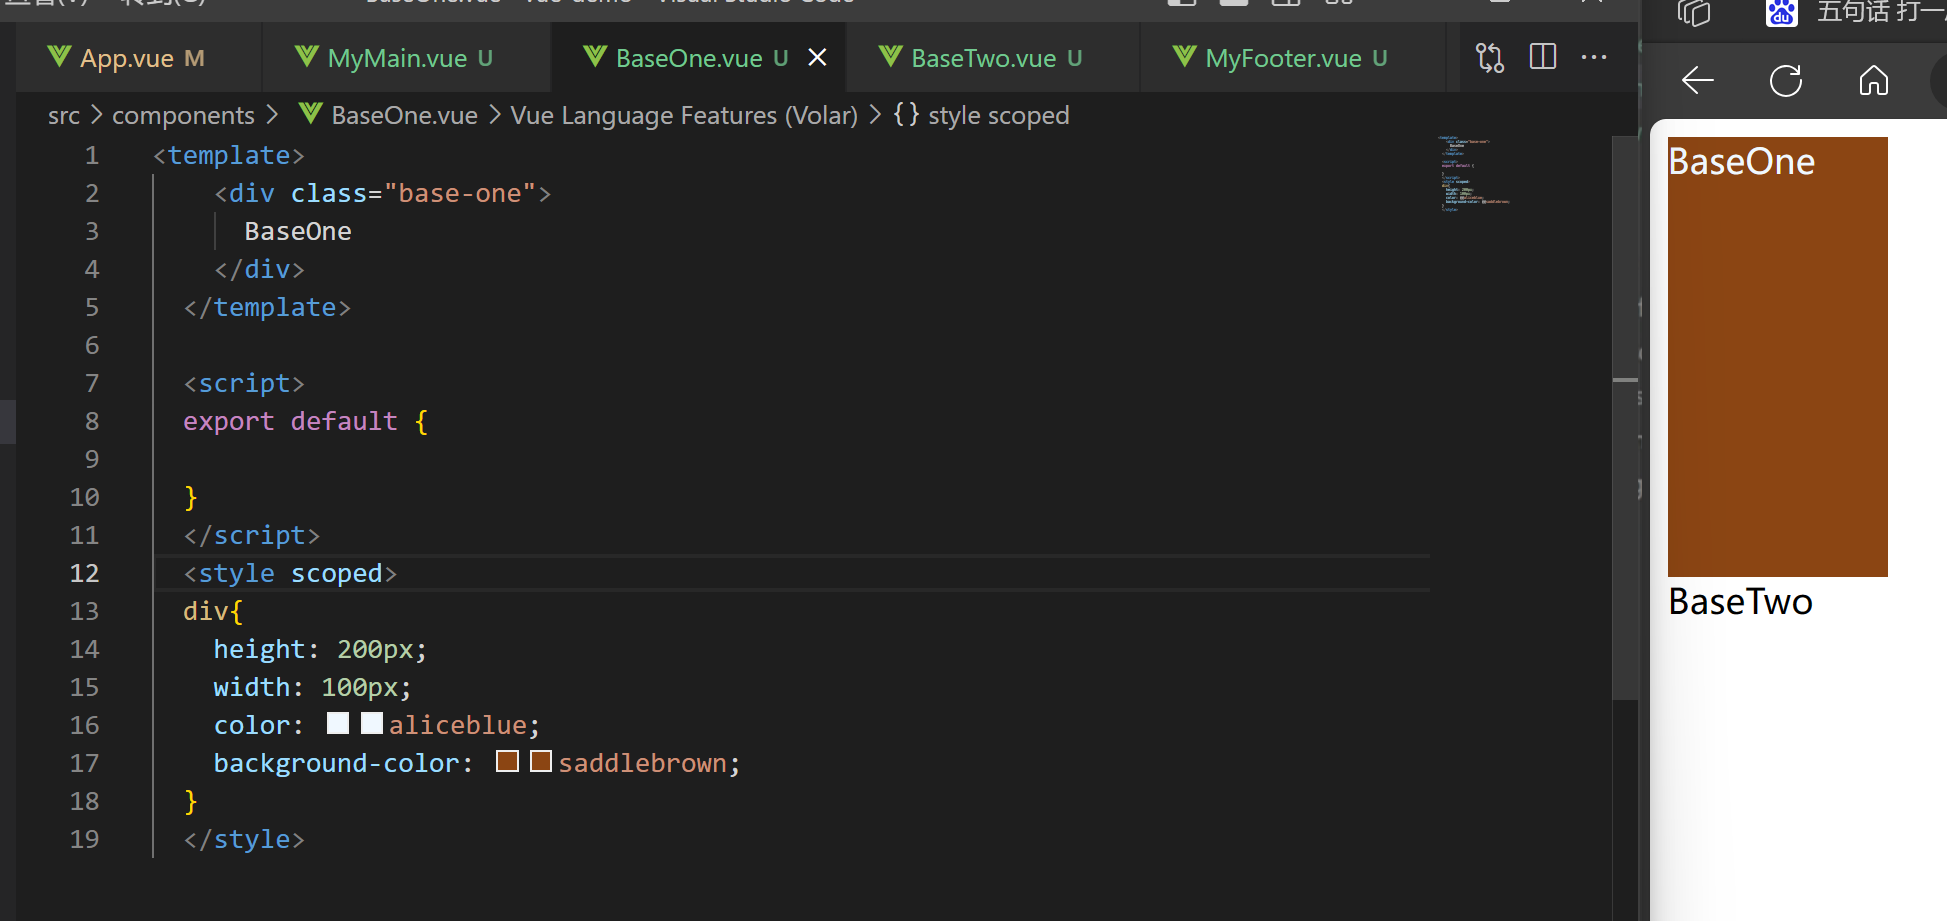 App.vue M
MyMain.vue U
BaseOne.vue U
BaseTwo.vue U
MyFooter.vue U
src > components > BaseOne.vue > Vue Language Features (Volar) > {} style scoped
1 <template>
2 <div class="base-one">
3 BaseOne
4 </div>
5 </template>
6
7 <script>
8 export default {
9
10 }
11 </script>
12 <style scoped>
13 div{
14 height: 200px;
15 width: 100px;
16 color: aliceblue;
17 background-color: saddlebrown;
18 }
19 </style>
du 五句话 打一
BaseOne
BaseTwo